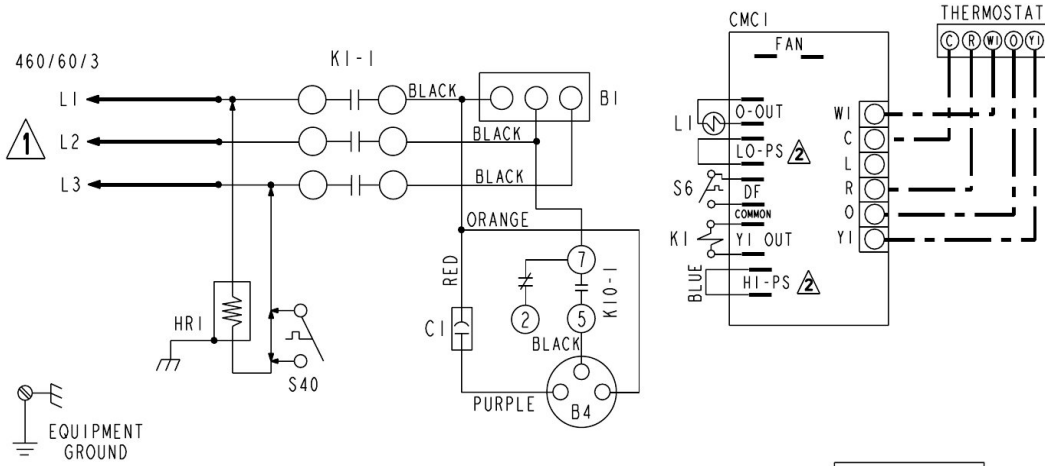 THERMOSTAT
C R W1 O Y1
CMC1
FAN
460/60/3
K1-1
L1
BLACK
B1
L2
BLACK
L3
BLACK
1
O-OUT
L1
LO-PS 2
S6
DF
COMMON
K1
Y1 OUT
BLUE
HI-PS 2
W1
C
L
R
O
Y1
ORANGE
RED
7
2
5
K10-1
C1
BLACK
HR1
S40
PURPLE
B4
EQUIPMENT
GROUND